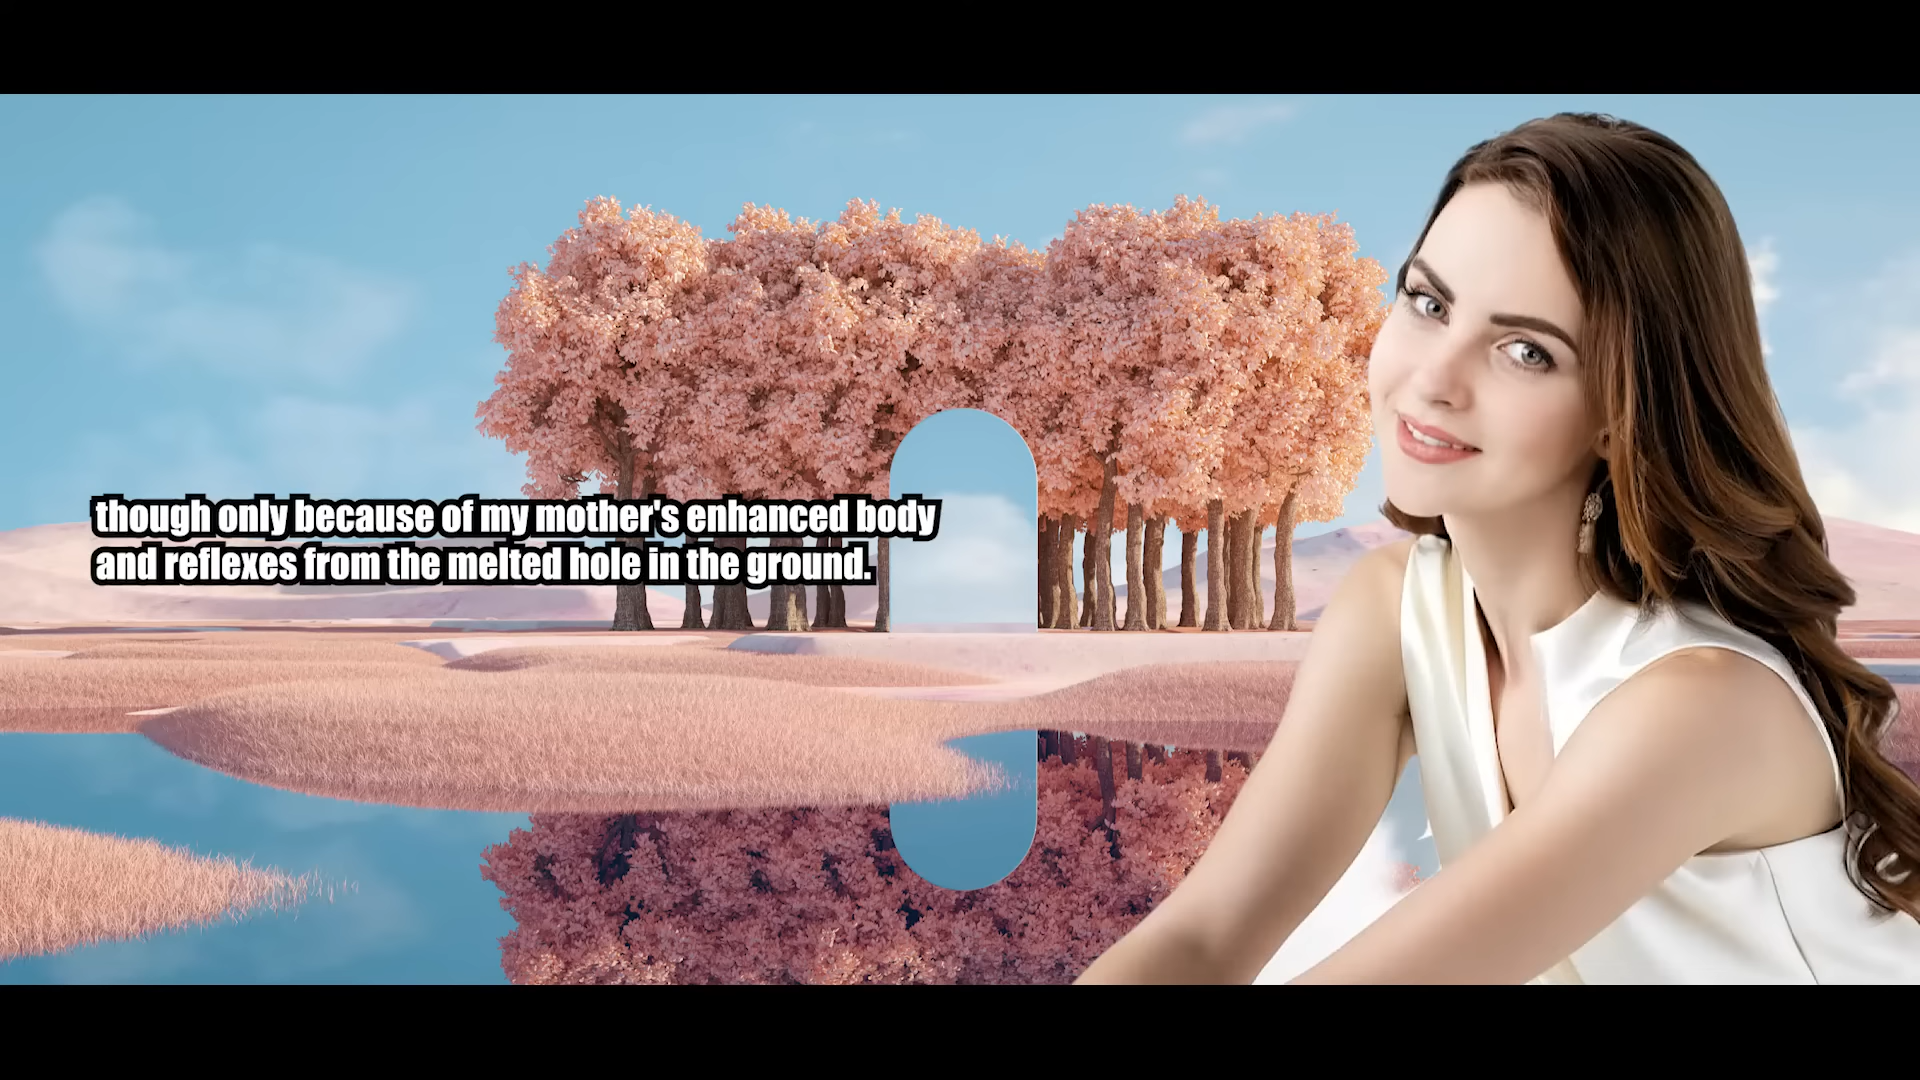 though only because of my mother's enhanced body
and reflexes from the melted hole in the ground.